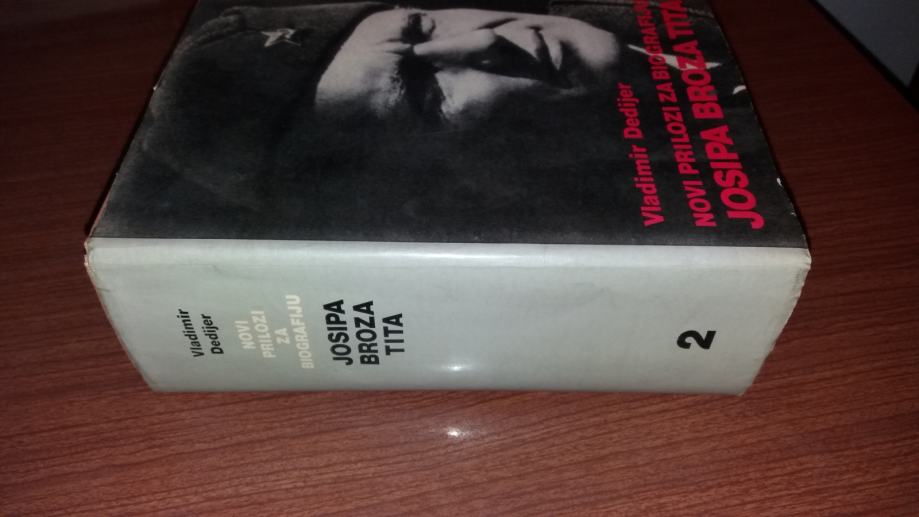 Vladimir Dedijer
NOVI PRILOZI ZA BIOGRAFIJU
JOSIPA BROZA TITA
Vladimir
Dedijer
NOVI
PRILOZI
ZA
BIOGRAFIJU
JOSIPA
BROZA
TITA
2